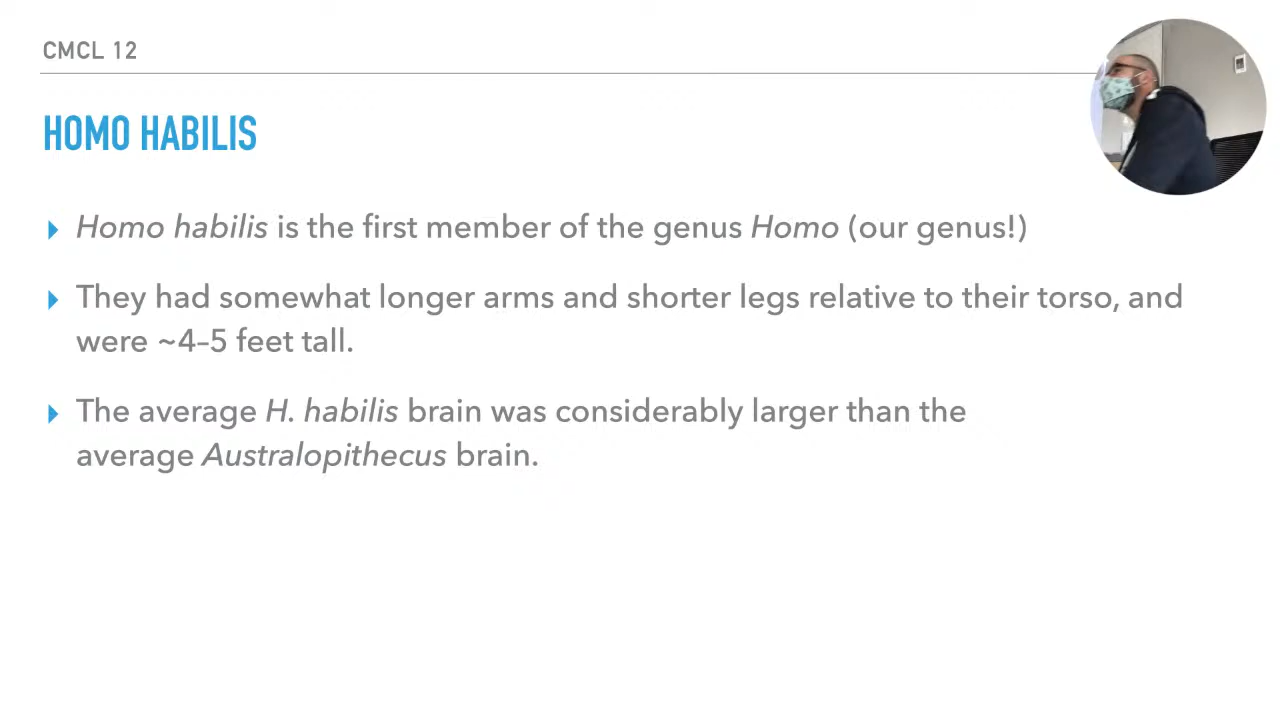 CMCL 12
HOMO HABILIS
Homo habilis is the first member of the genus Homo (our genus!)
They had somewhat longer arms and shorter legs relative to their torso, and
were ~4–5 feet tall.
The average H. habilis brain was considerably larger than the
average Australopithecus brain.